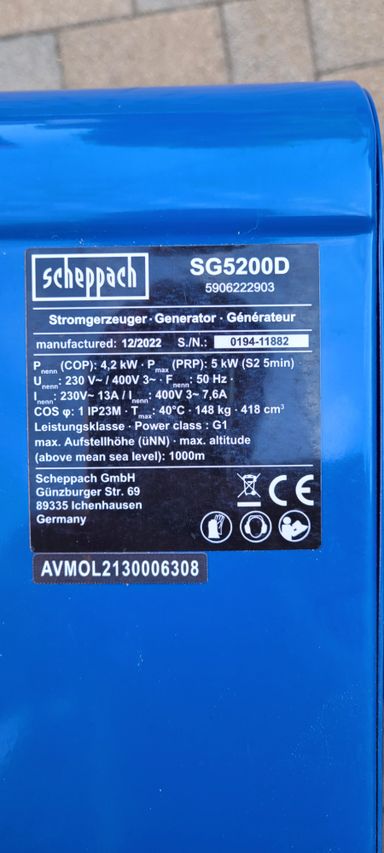 scheppach
SG5200D
5906222903
Stromgerzeuger · Generator · Générateur
manufactured: 12/2022 S./N.: 0194-11882
Pnenn (COP): 4,2 kW · Pmax (PRP): 5 kW (S2 5min)
Unenn: 230 V~ / 400V 3~ · Fnenn: 50 Hz ·
Inenn: 230V~ 13A / Inenn: 400V 3~ 7,6A
COS φ: 1 IP23M · Tmax: 40°C · 148 kg · 418 cm³
Leistungsklasse · Power class : G1
max. Aufstellhöhe (üNN) · max. altitude
(above mean sea level): 1000m
Scheppach GmbH
Günzburger Str. 69
89335 Ichenhausen
Germany
CE
AVMOL2130006308